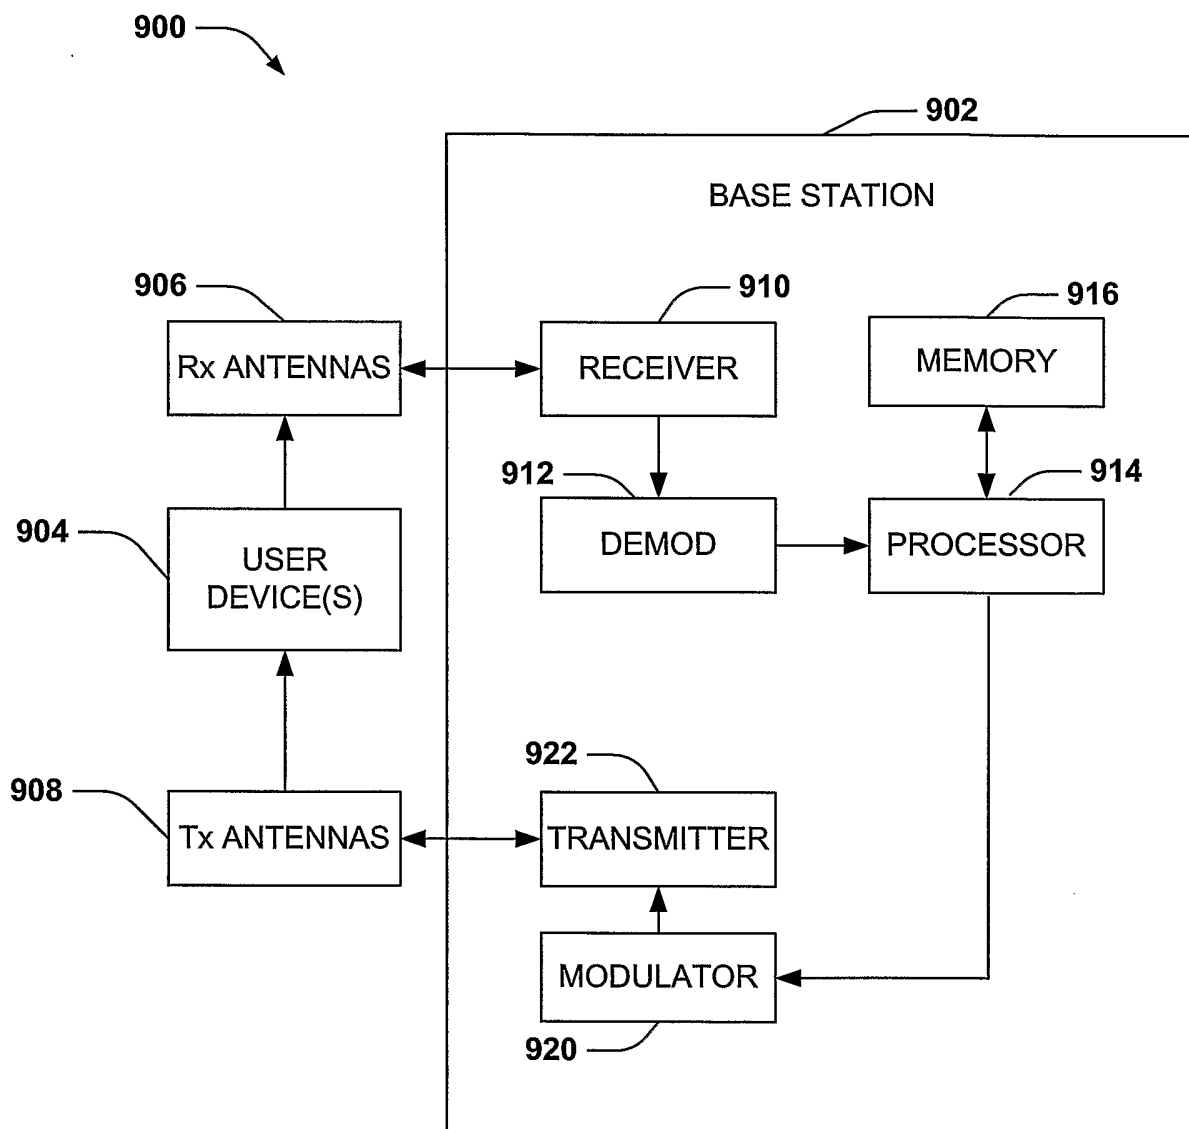 900
902
BASE STATION
906
910
916
Rx ANTENNAS
RECEIVER
MEMORY
912
914
904
USER
DEVICE(S)
DEMOD
PROCESSOR
922
908
Tx ANTENNAS
TRANSMITTER
MODULATOR
920